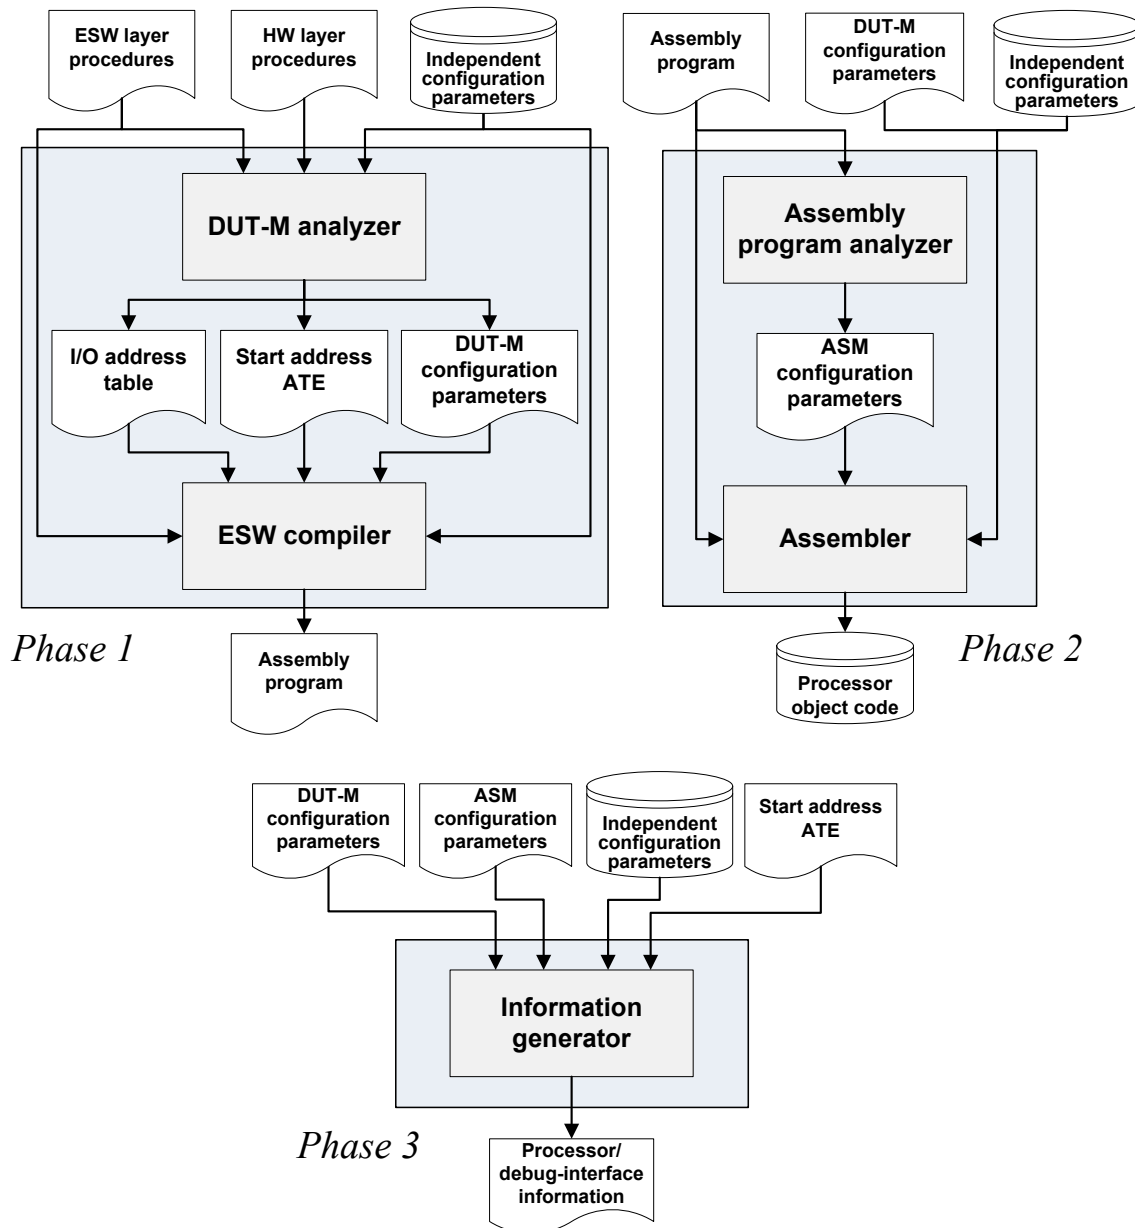 ESW layer
procedures
HW layer
procedures
Independent
configuration
parameters
DUT-M analyzer
I/O address
table
Start address
ATE
DUT-M
configuration
parameters
ESW compiler
Phase 1
Assembly
program
Assembly
program
DUT-M
configuration
parameters
Independent
configuration
parameters
Assembly
program analyzer
ASM
configuration
parameters
Assembler
Phase 2
Processor
object code
DUT-M
configuration
parameters
ASM
configuration
parameters
Independent
configuration
parameters
Start address
ATE
Information
generator
Phase 3
Processor/
debug-interface
information